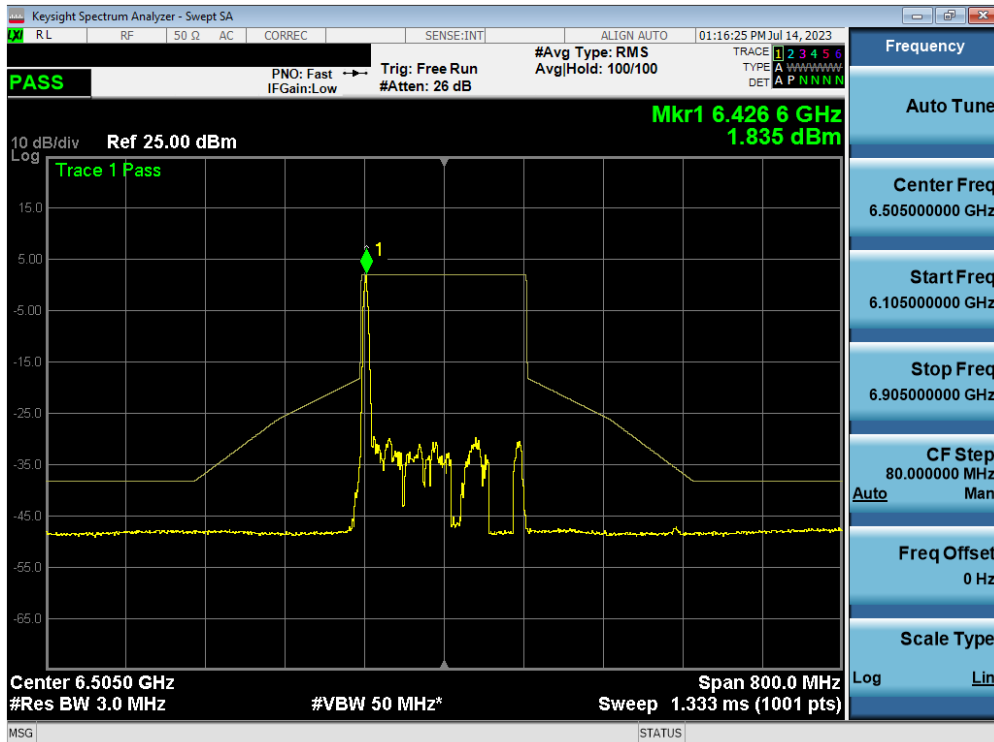 Keysight Spectrum Analyzer - Swept SA
LXI RL RF 50 Ω AC CORREC SENSE:INT ALIGN AUTO 01:16:25 PM Jul 14, 2023
PASS
PNO: Fast
IFGain:Low
Trig: Free Run
#Atten: 26 dB
#Avg Type: RMS
Avg|Hold: 100/100
TRACE 1 2 3 4 5 6
TYPE A WWWWW
DET A P N N N N
Mkr1 6.426 6 GHz
1.835 dBm
10 dB/div Ref 25.00 dBm
Log
Trace 1 Pass
1
15.0
5.00
-5.00
-15.0
-25.0
-35.0
-45.0
-55.0
-65.0
Center 6.5050 GHz Span 800.0 MHz
#Res BW 3.0 MHz #VBW 50 MHz* Sweep 1.333 ms (1001 pts)
MSG STATUS
Frequency
Auto Tune
Center Freq
6.505000000 GHz
Start Freq
6.105000000 GHz
Stop Freq
6.905000000 GHz
CF Step
80.000000 MHz
Auto Man
Freq Offset
0 Hz
Scale Type
Log Lin